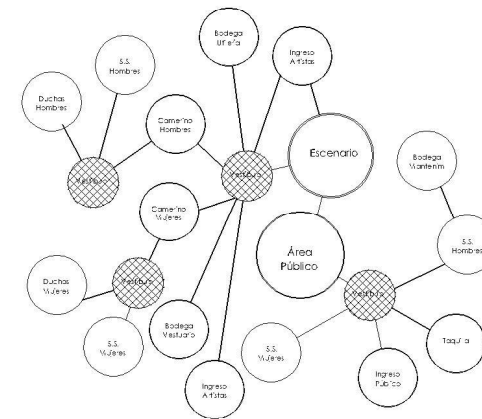 Bodega
Utilería
Ingreso
Artistas
S.S.
Hombres
Duchas
Hombres
Camerino
Hombres
Escenario
Bodega
Mantenim
Vestíbulo
Vestíbulo
Camerino
Mujeres
S.S.
Hombres
Área
Público
Duchas
Mujeres
Vestíbulo
Vestíbulo
Bodega
Vestuario
S.S.
Mujeres
S.S.
Mujeres
Taquilla
Ingreso
Público
Ingreso
Artistas